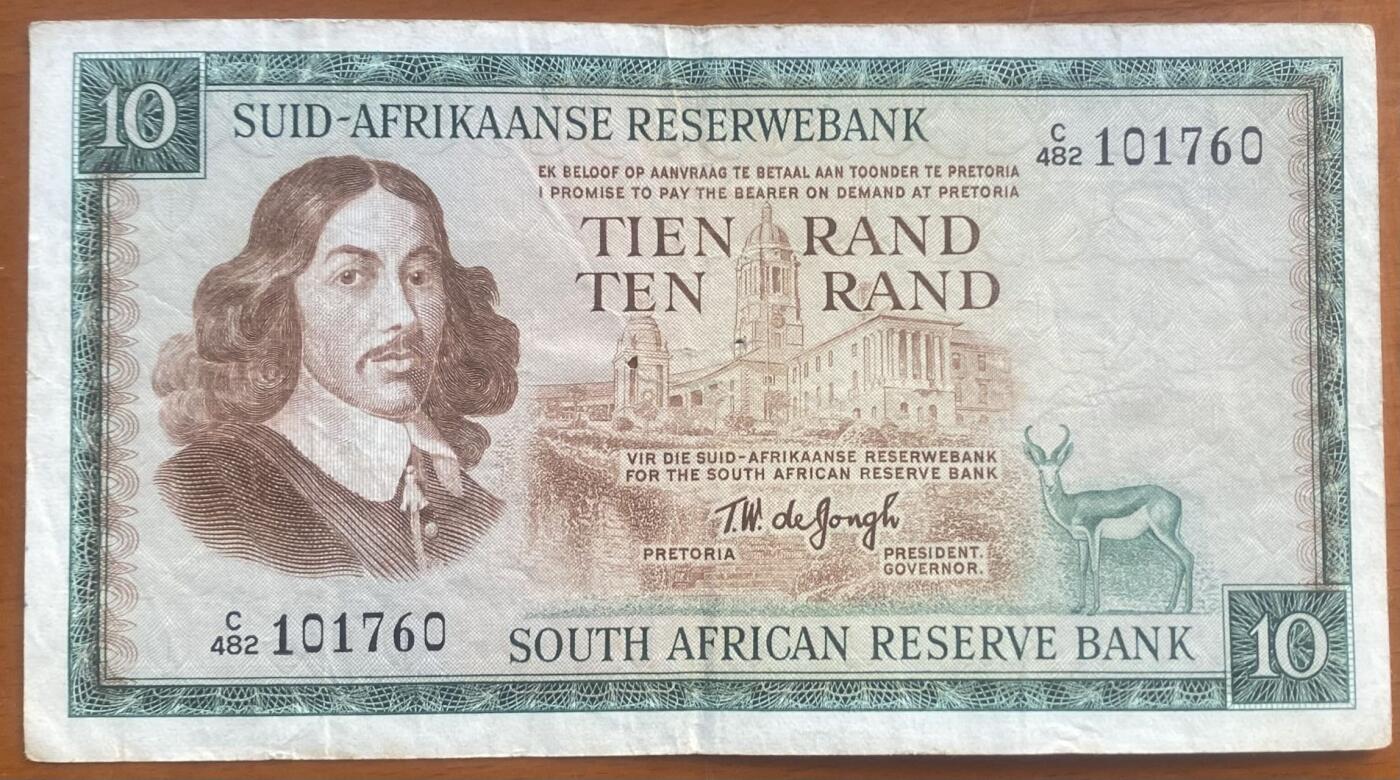 10
SUID-AFRIKAANSE RESERWEBANK
C/482 101760
EK BELOOF OP AANVRAAG TE BETAAL AAN TOONDER TE PRETORIA
I PROMISE TO PAY THE BEARER ON DEMAND AT PRETORIA
TIEN RAND
TEN RAND
VIR DIE SUID-AFRIKAANSE RESERWEBANK
FOR THE SOUTH AFRICAN RESERVE BANK
T.W. de Jongh
PRETORIA
PRESIDENT.
GOVERNOR.
C/482 101760
SOUTH AFRICAN RESERVE BANK
10